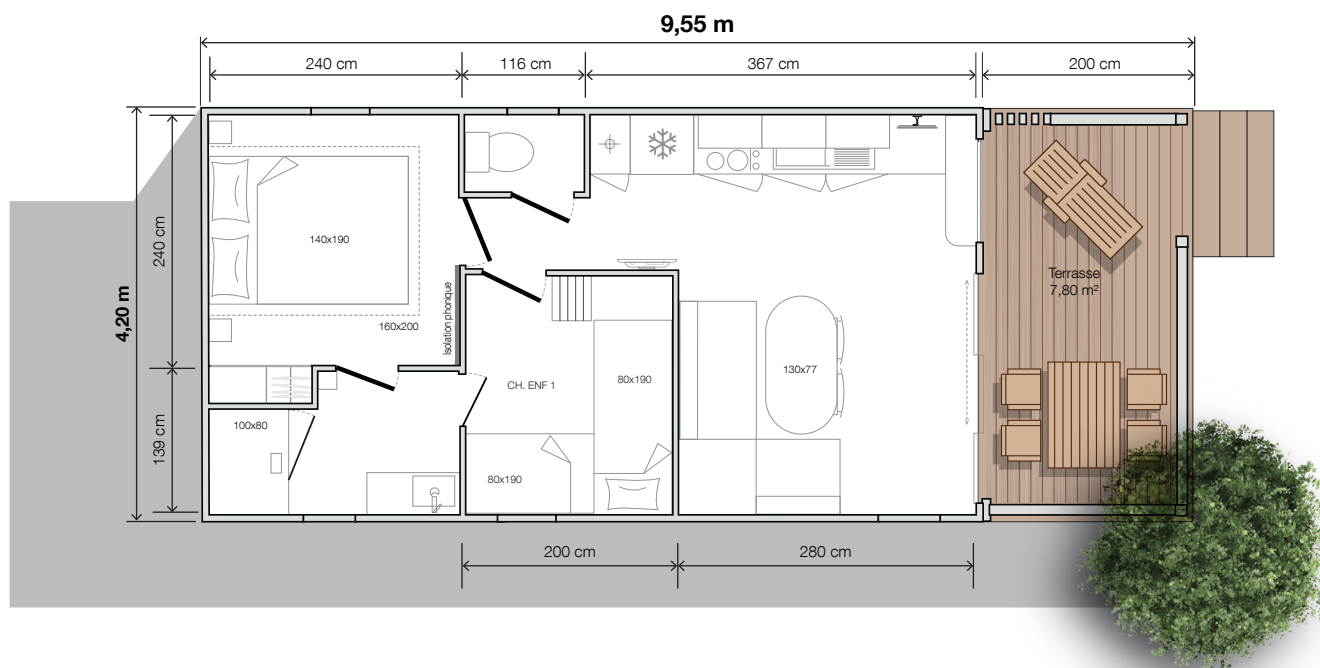 9,55 m
240 cm
116 cm
367 cm
200 cm
4,20 m
240 cm
139 cm
140x190
160x200
Isolation phonique
Terrasse
7,80 m²
130x77
CH. ENF 1
80x190
100x80
80x190
200 cm
280 cm